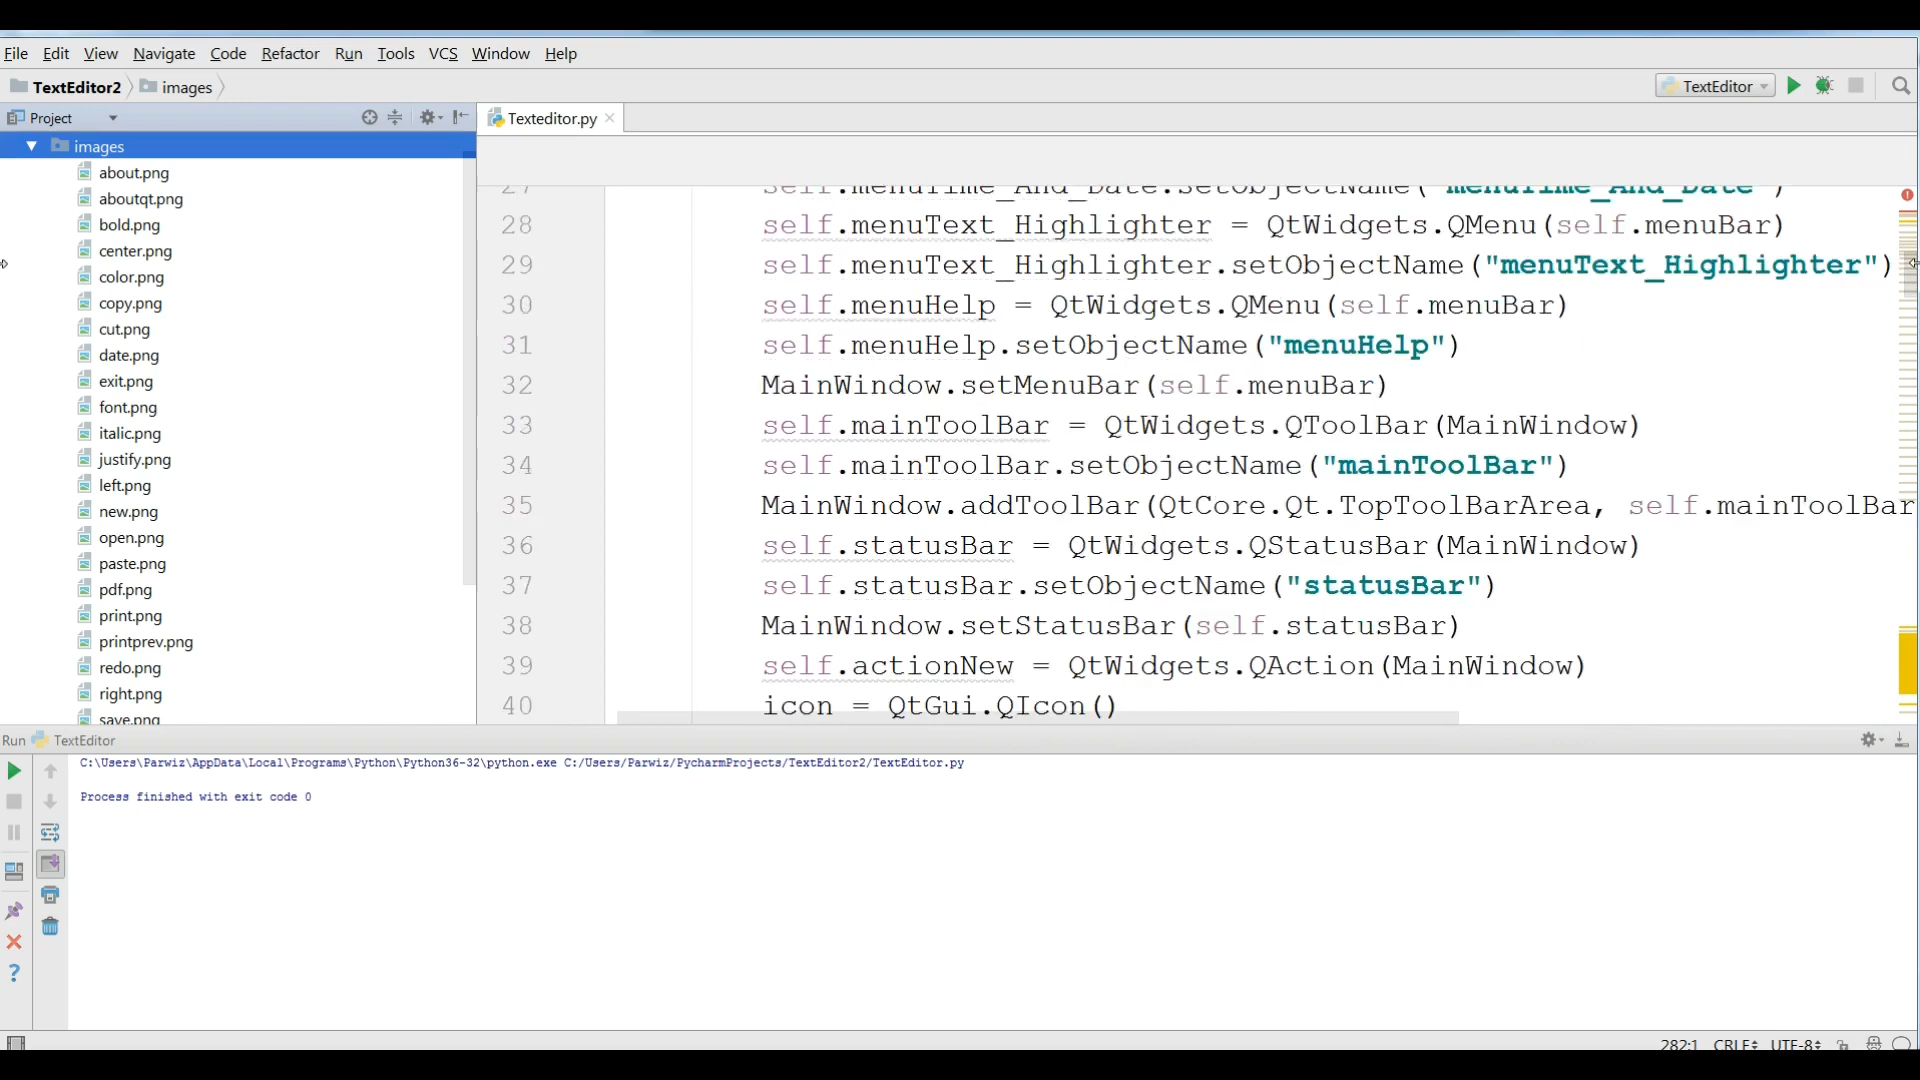 File Edit View Navigate Code Refactor Run Tools VCS Window Help
TextEditor2 images TextEditor
Project Texteditor.py
images
about.png
aboutqt.png
bold.png
center.png
color.png
copy.png
cut.png
date.png
exit.png
font.png
italic.png
justify.png
left.png
new.png
open.png
paste.png
pdf.png
print.png
printprev.png
redo.png
right.png
save.png
27 self.menuTime_And_Date.setObjectName("menuTime_And_Date")
28 self.menuText_Highlighter = QtWidgets.QMenu(self.menuBar)
29 self.menuText_Highlighter.setObjectName("menuText_Highlighter")
30 self.menuHelp = QtWidgets.QMenu(self.menuBar)
31 self.menuHelp.setObjectName("menuHelp")
32 MainWindow.setMenuBar(self.menuBar)
33 self.mainToolBar = QtWidgets.QToolBar(MainWindow)
34 self.mainToolBar.setObjectName("mainToolBar")
35 MainWindow.addToolBar(QtCore.Qt.TopToolBarArea, self.mainToolBar
36 self.statusBar = QtWidgets.QStatusBar(MainWindow)
37 self.statusBar.setObjectName("statusBar")
38 MainWindow.setStatusBar(self.statusBar)
39 self.actionNew = QtWidgets.QAction(MainWindow)
40 icon = QtGui.QIcon()
Run TextEditor
C:\Users\Parwiz\AppData\Local\Programs\Python\Python36-32\python.exe C:/Users/Parwiz/PycharmProjects/TextEditor2/TextEditor.py
Process finished with exit code 0
282:1 CRLF UTF-8